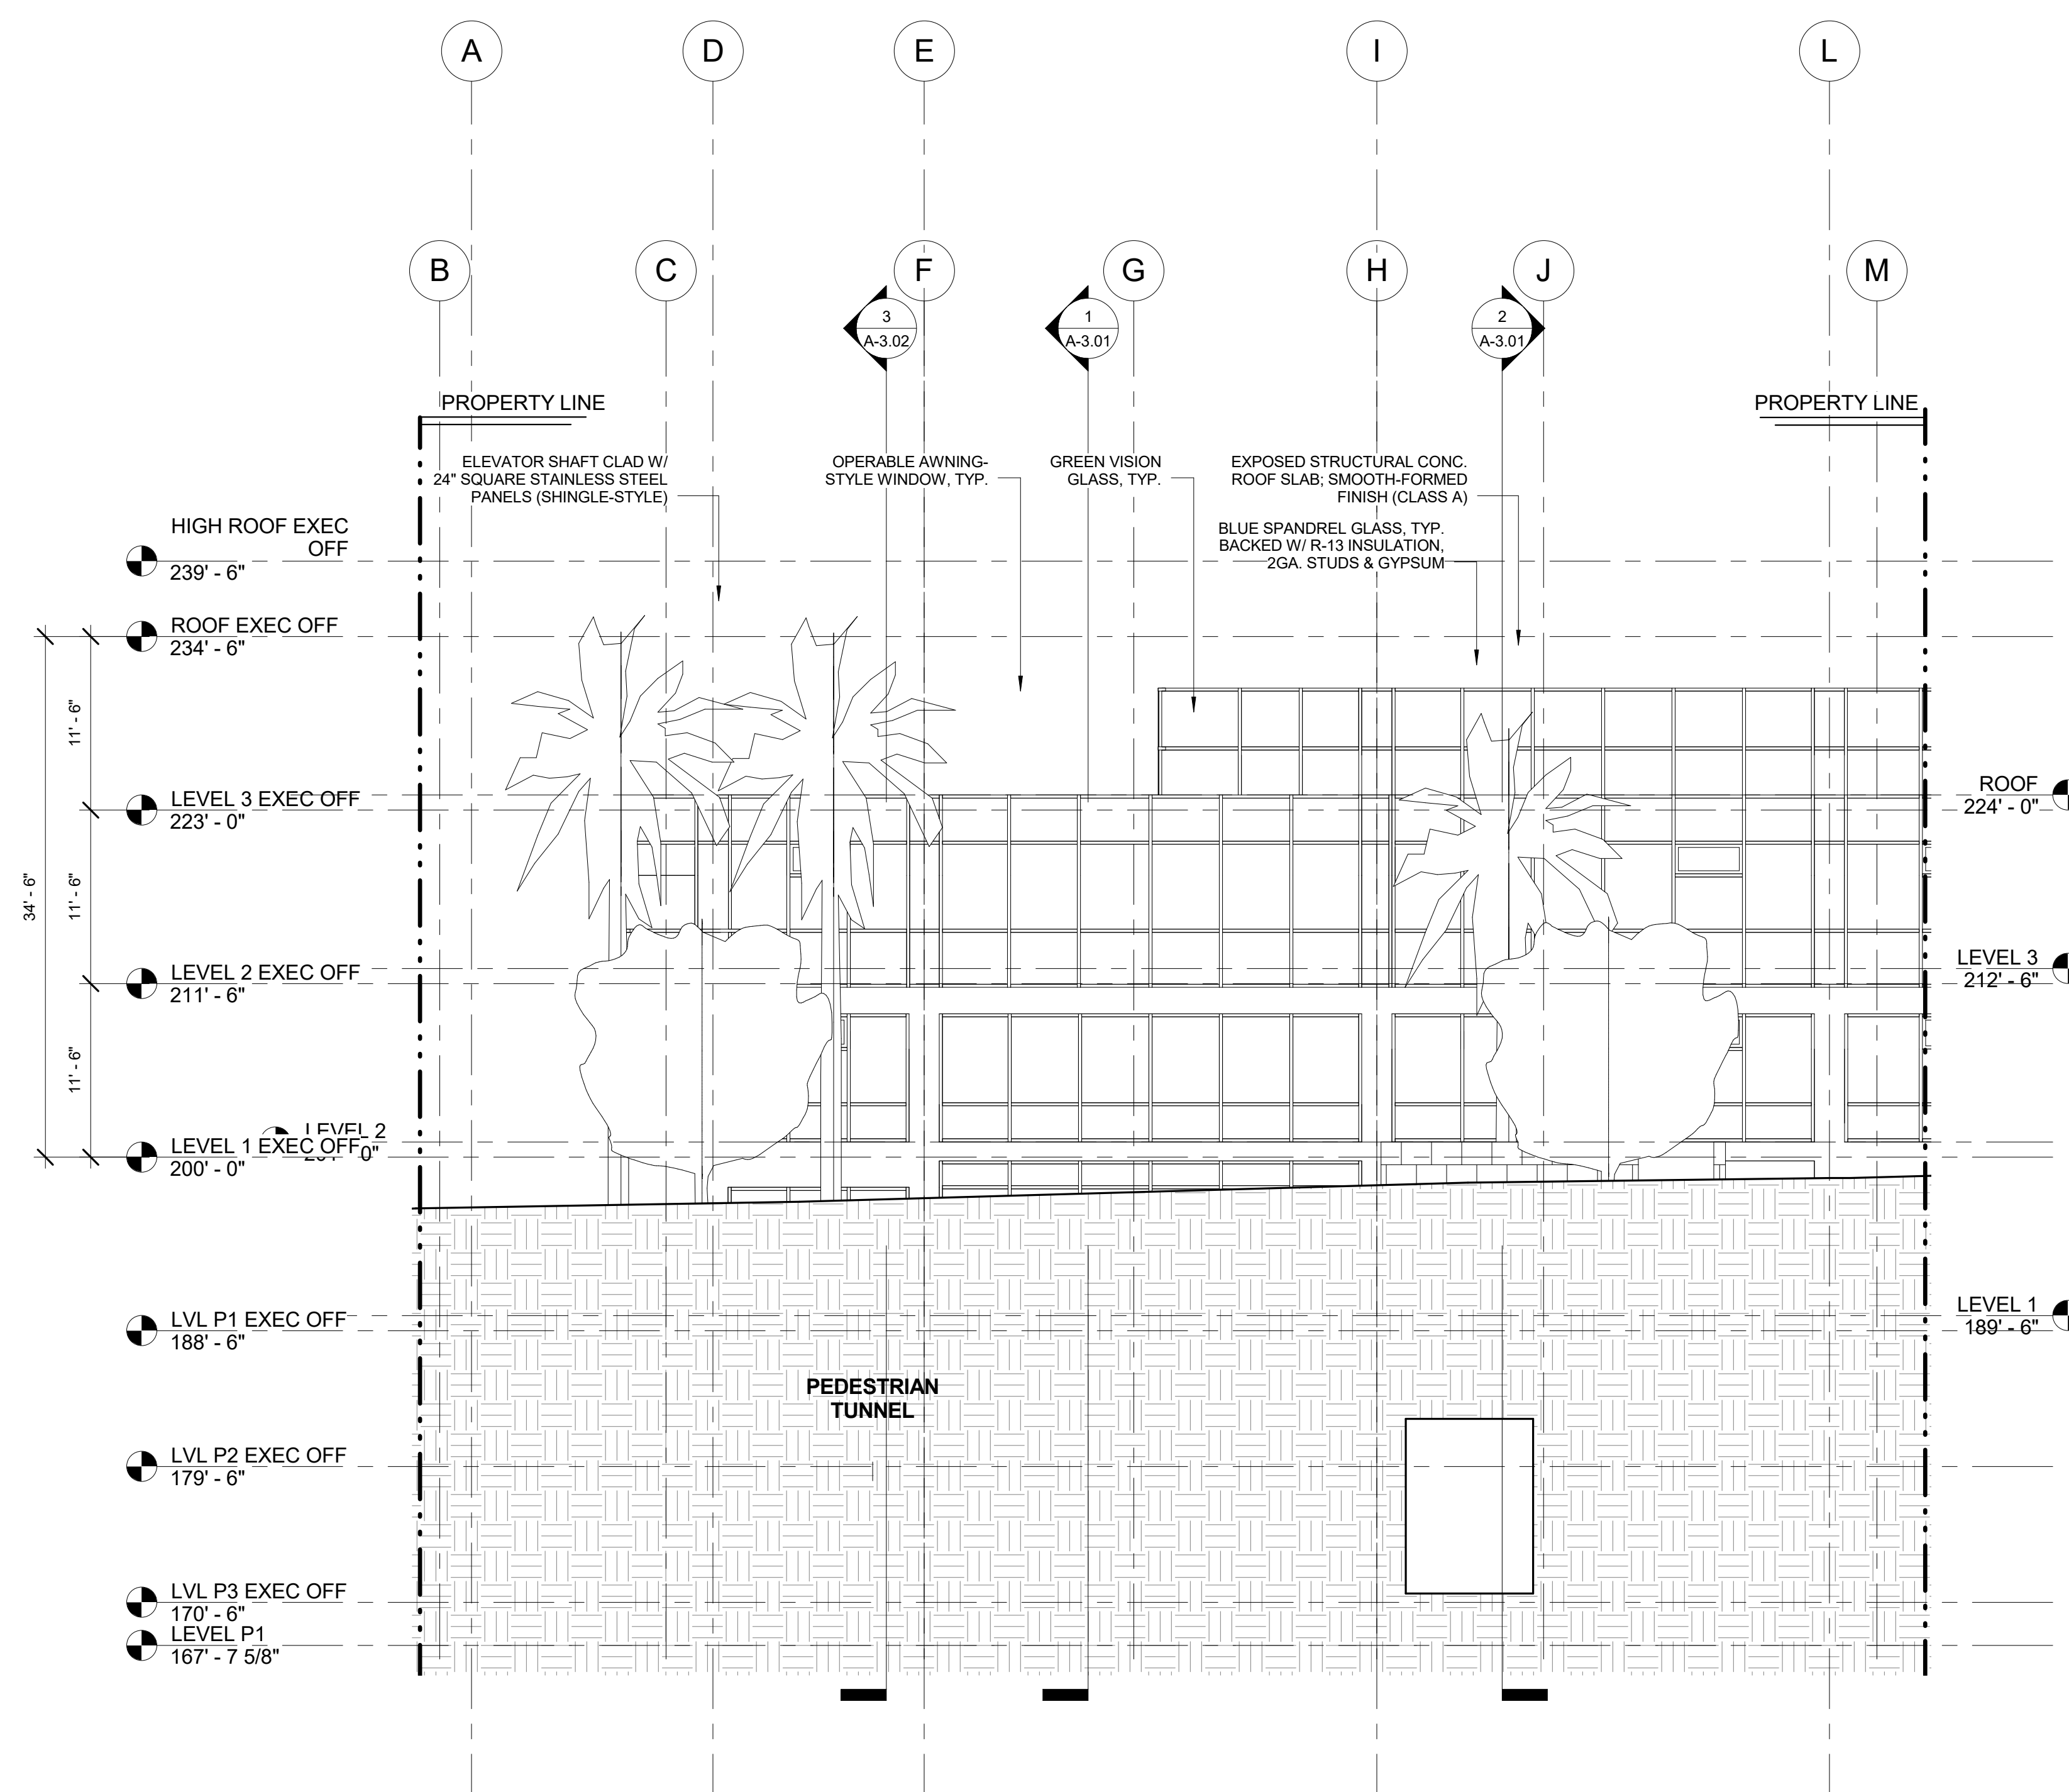 A
D
E
I
L
B
C
F
G
H
J
M
3
A-3.02
1
A-3.01
2
A-3.01
PROPERTY LINE
PROPERTY LINE
ELEVATOR SHAFT CLAD W/
24" SQUARE STAINLESS STEEL
PANELS (SHINGLE-STYLE)
OPERABLE AWNING-
STYLE WINDOW, TYP.
GREEN VISION
GLASS, TYP.
EXPOSED STRUCTURAL CONC.
ROOF SLAB; SMOOTH-FORMED
FINISH (CLASS A)
BLUE SPANDREL GLASS, TYP.
BACKED W/ R-13 INSULATION,
2GA. STUDS & GYPSUM
HIGH ROOF EXEC
OFF
239' - 6"
ROOF EXEC OFF
234' - 6"
11' - 6"
LEVEL 3 EXEC OFF
223' - 0"
ROOF
224' - 0"
34' - 6"
11' - 6"
LEVEL 2 EXEC OFF
211' - 6"
LEVEL 3
212' - 6"
11' - 6"
LEVEL 2
LEVEL 1 EXEC OFF
200' - 0"
LVL P1 EXEC OFF
188' - 6"
LEVEL 1
189' - 6"
PEDESTRIAN
TUNNEL
LVL P2 EXEC OFF
179' - 6"
LVL P3 EXEC OFF
170' - 6"
LEVEL P1
167' - 7 5/8"